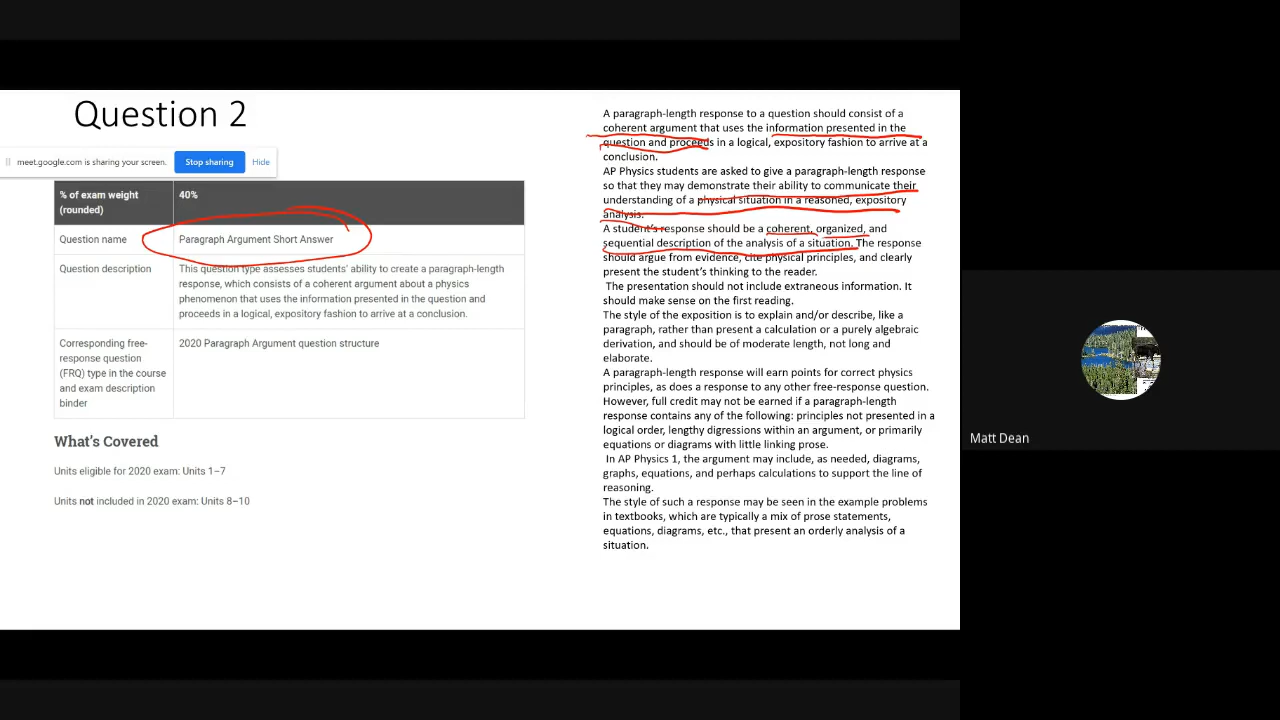 Question 2
meet.google.com is sharing your screen. Stop sharing Hide
% of exam weight 40%
(rounded)
Question name Paragraph Argument Short Answer
Question description This question type assesses students' ability to create a paragraph-length
response, which consists of a coherent argument about a physics
phenomenon that uses the information presented in the question and
proceeds in a logical, expository fashion to arrive at a conclusion.
Corresponding free- 2020 Paragraph Argument question structure
response question
(FRQ) type in the course
and exam description
binder
What's Covered
Units eligible for 2020 exam: Units 1–7
Units not included in 2020 exam: Units 8–10
A paragraph-length response to a question should consist of a
coherent argument that uses the information presented in the
question and proceeds in a logical, expository fashion to arrive at a
conclusion.
AP Physics students are asked to give a paragraph-length response
so that they may demonstrate their ability to communicate their
understanding of a physical situation in a reasoned, expository
analysis.
A student's response should be a coherent, organized, and
sequential description of the analysis of a situation. The response
should argue from evidence, cite physical principles, and clearly
present the student's thinking to the reader.
The presentation should not include extraneous information. It
should make sense on the first reading.
The style of the exposition is to explain and/or describe, like a
paragraph, rather than present a calculation or a purely algebraic
derivation, and should be of moderate length, not long and
elaborate.
A paragraph-length response will earn points for correct physics
principles, as does a response to any other free-response question.
However, full credit may not be earned if a paragraph-length
response contains any of the following: principles not presented in a
logical order, lengthy digressions within an argument, or primarily
equations or diagrams with little linking prose.
In AP Physics 1, the argument may include, as needed, diagrams,
graphs, equations, and perhaps calculations to support the line of
reasoning.
The style of such a response may be seen in the example problems
in textbooks, which are typically a mix of prose statements,
equations, diagrams, etc., that present an orderly analysis of a
situation.
Matt Dean